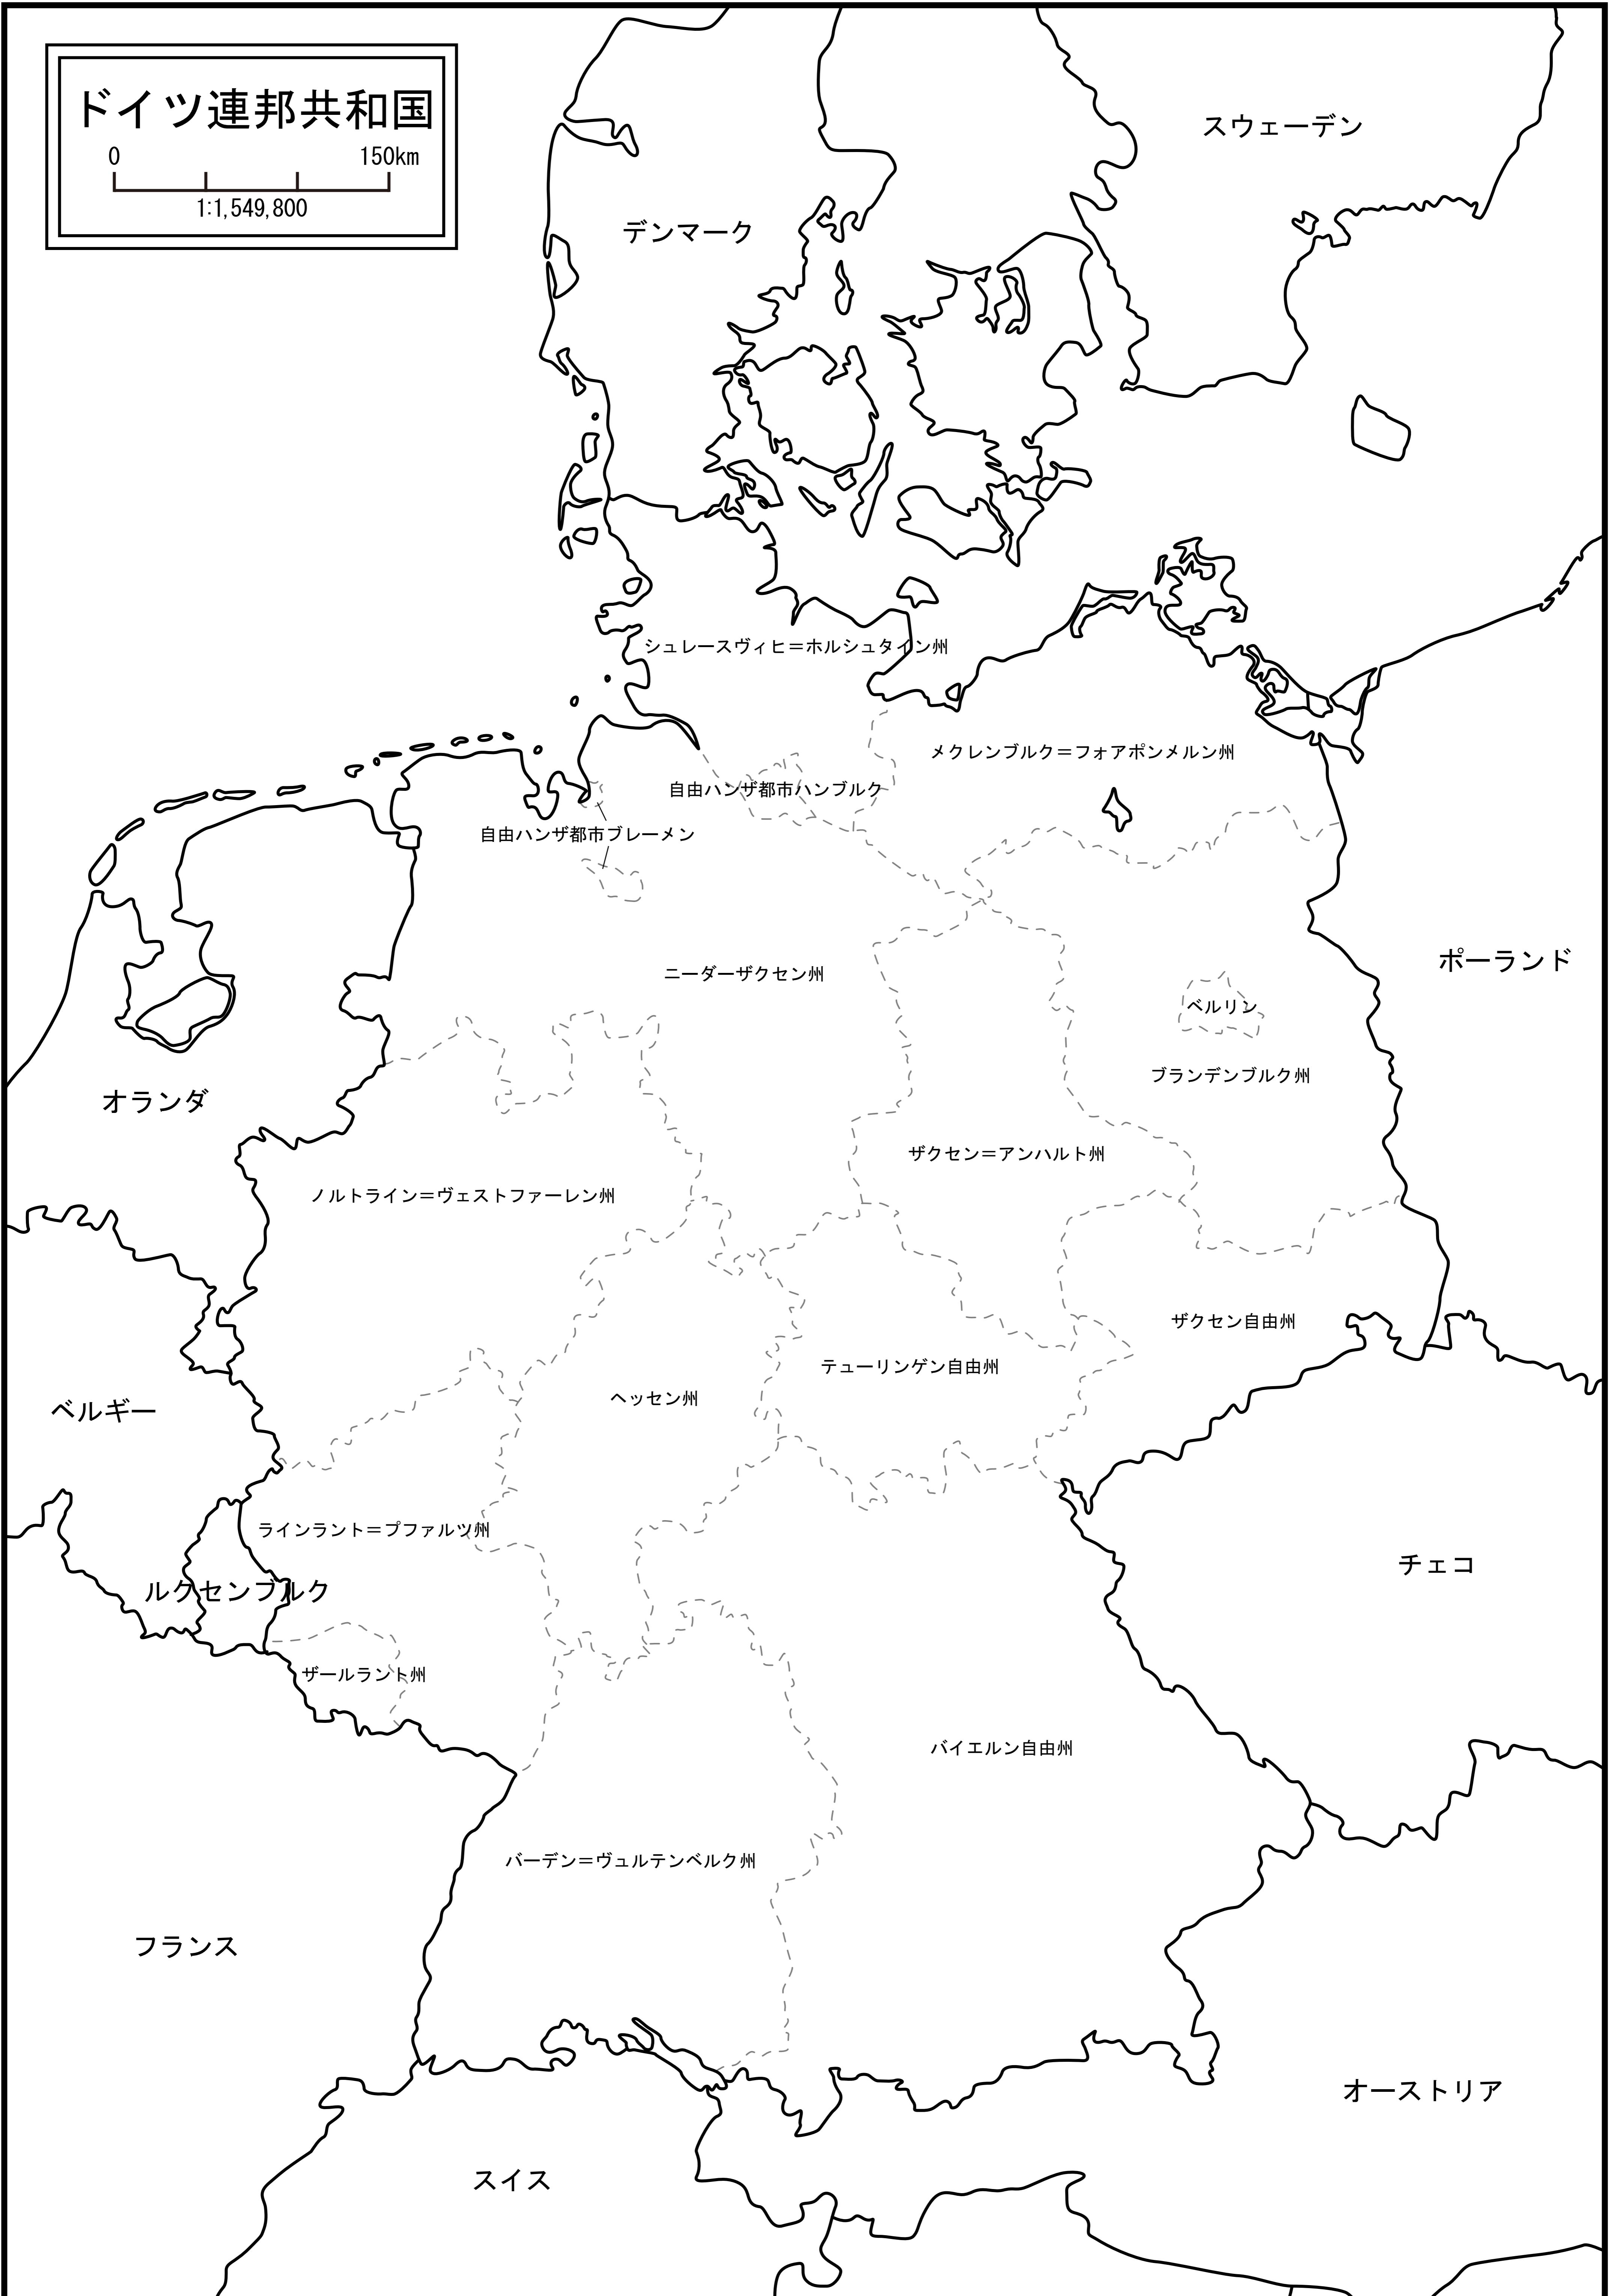 ドイツ連邦共和国
0 150km
1:1,549,800
スウェーデン
デンマーク
シュレースヴィヒ＝ホルシュタイン州
メクレンブルク＝フォアポンメルン州
自由ハンザ都市ハンブルク
自由ハンザ都市ブレーメン
ポーランド
ニーダーザクセン州
ベルリン
ブランデンブルク州
オランダ
ザクセン＝アンハルト州
ノルトライン＝ヴェストファーレン州
ザクセン自由州
テューリンゲン自由州
ヘッセン州
ベルギー
ラインラント＝プファルツ州
チェコ
ルクセンブルク
ザールラント州
バイエルン自由州
バーデン＝ヴュルテンベルク州
フランス
オーストリア
スイス